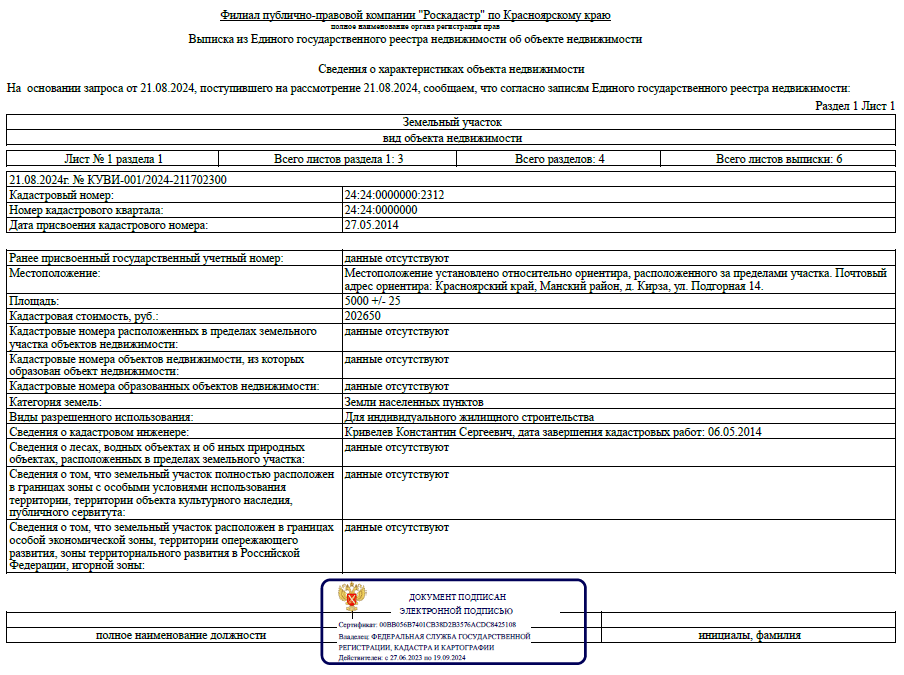 Филиал публично-правовой компании "Роскадастр" по Красноярскому краю
полное наименование органа регистрации прав
Выписка из Единого государственного реестра недвижимости об объекте недвижимости
Сведения о характеристиках объекта недвижимости
На основании запроса от 21.08.2024, поступившего на рассмотрение 21.08.2024, сообщаем, что согласно записям Единого государственного реестра недвижимости:
Раздел 1 Лист 1
Земельный участок
вид объекта недвижимости
Лист № 1 раздела 1 Всего листов раздела 1: 3 Всего разделов: 4 Всего листов выписки: 6
21.08.2024г. № КУВИ-001/2024-211702300
Кадастровый номер: 24:24:0000000:2312
Номер кадастрового квартала: 24:24:0000000
Дата присвоения кадастрового номера: 27.05.2014
Ранее присвоенный государственный учетный номер: данные отсутствуют
Местоположение: Местоположение установлено относительно ориентира, расположенного за пределами участка. Почтовый
адрес ориентира: Красноярский край, Манский район, д. Кирза, ул. Подгорная 14.
Площадь: 5000 +/- 25
Кадастровая стоимость, руб.: 202650
Кадастровые номера расположенных в пределах земельного данные отсутствуют
участка объектов недвижимости:
Кадастровые номера объектов недвижимости, из которых данные отсутствуют
образован объект недвижимости:
Кадастровые номера образованных объектов недвижимости: данные отсутствуют
Категория земель: Земли населенных пунктов
Виды разрешенного использования: Для индивидуального жилищного строительства
Сведения о кадастровом инженере: Кривелев Константин Сергеевич, дата завершения кадастровых работ: 06.05.2014
Сведения о лесах, водных объектах и об иных природных данные отсутствуют
объектах, расположенных в пределах земельного участка:
Сведения о том, что земельный участок полностью расположен данные отсутствуют
в границах зоны с особыми условиями использования
территории, территории объекта культурного наследия,
публичного сервитута:
Сведения о том, что земельный участок расположен в границах данные отсутствуют
особой экономической зоны, территории опережающего
развития, зоны территориального развития в Российской
Федерации, игорной зоны:
ДОКУМЕНТ ПОДПИСАН
ЭЛЕКТРОННОЙ ПОДПИСЬЮ
Сертификат: 00BB056B7401CB38D2B3576ACDC8425108
Владелец: ФЕДЕРАЛЬНАЯ СЛУЖБА ГОСУДАРСТВЕННОЙ
РЕГИСТРАЦИИ, КАДАСТРА И КАРТОГРАФИИ
Действителен: с 27.06.2023 по 19.09.2024
полное наименование должности инициалы, фамилия